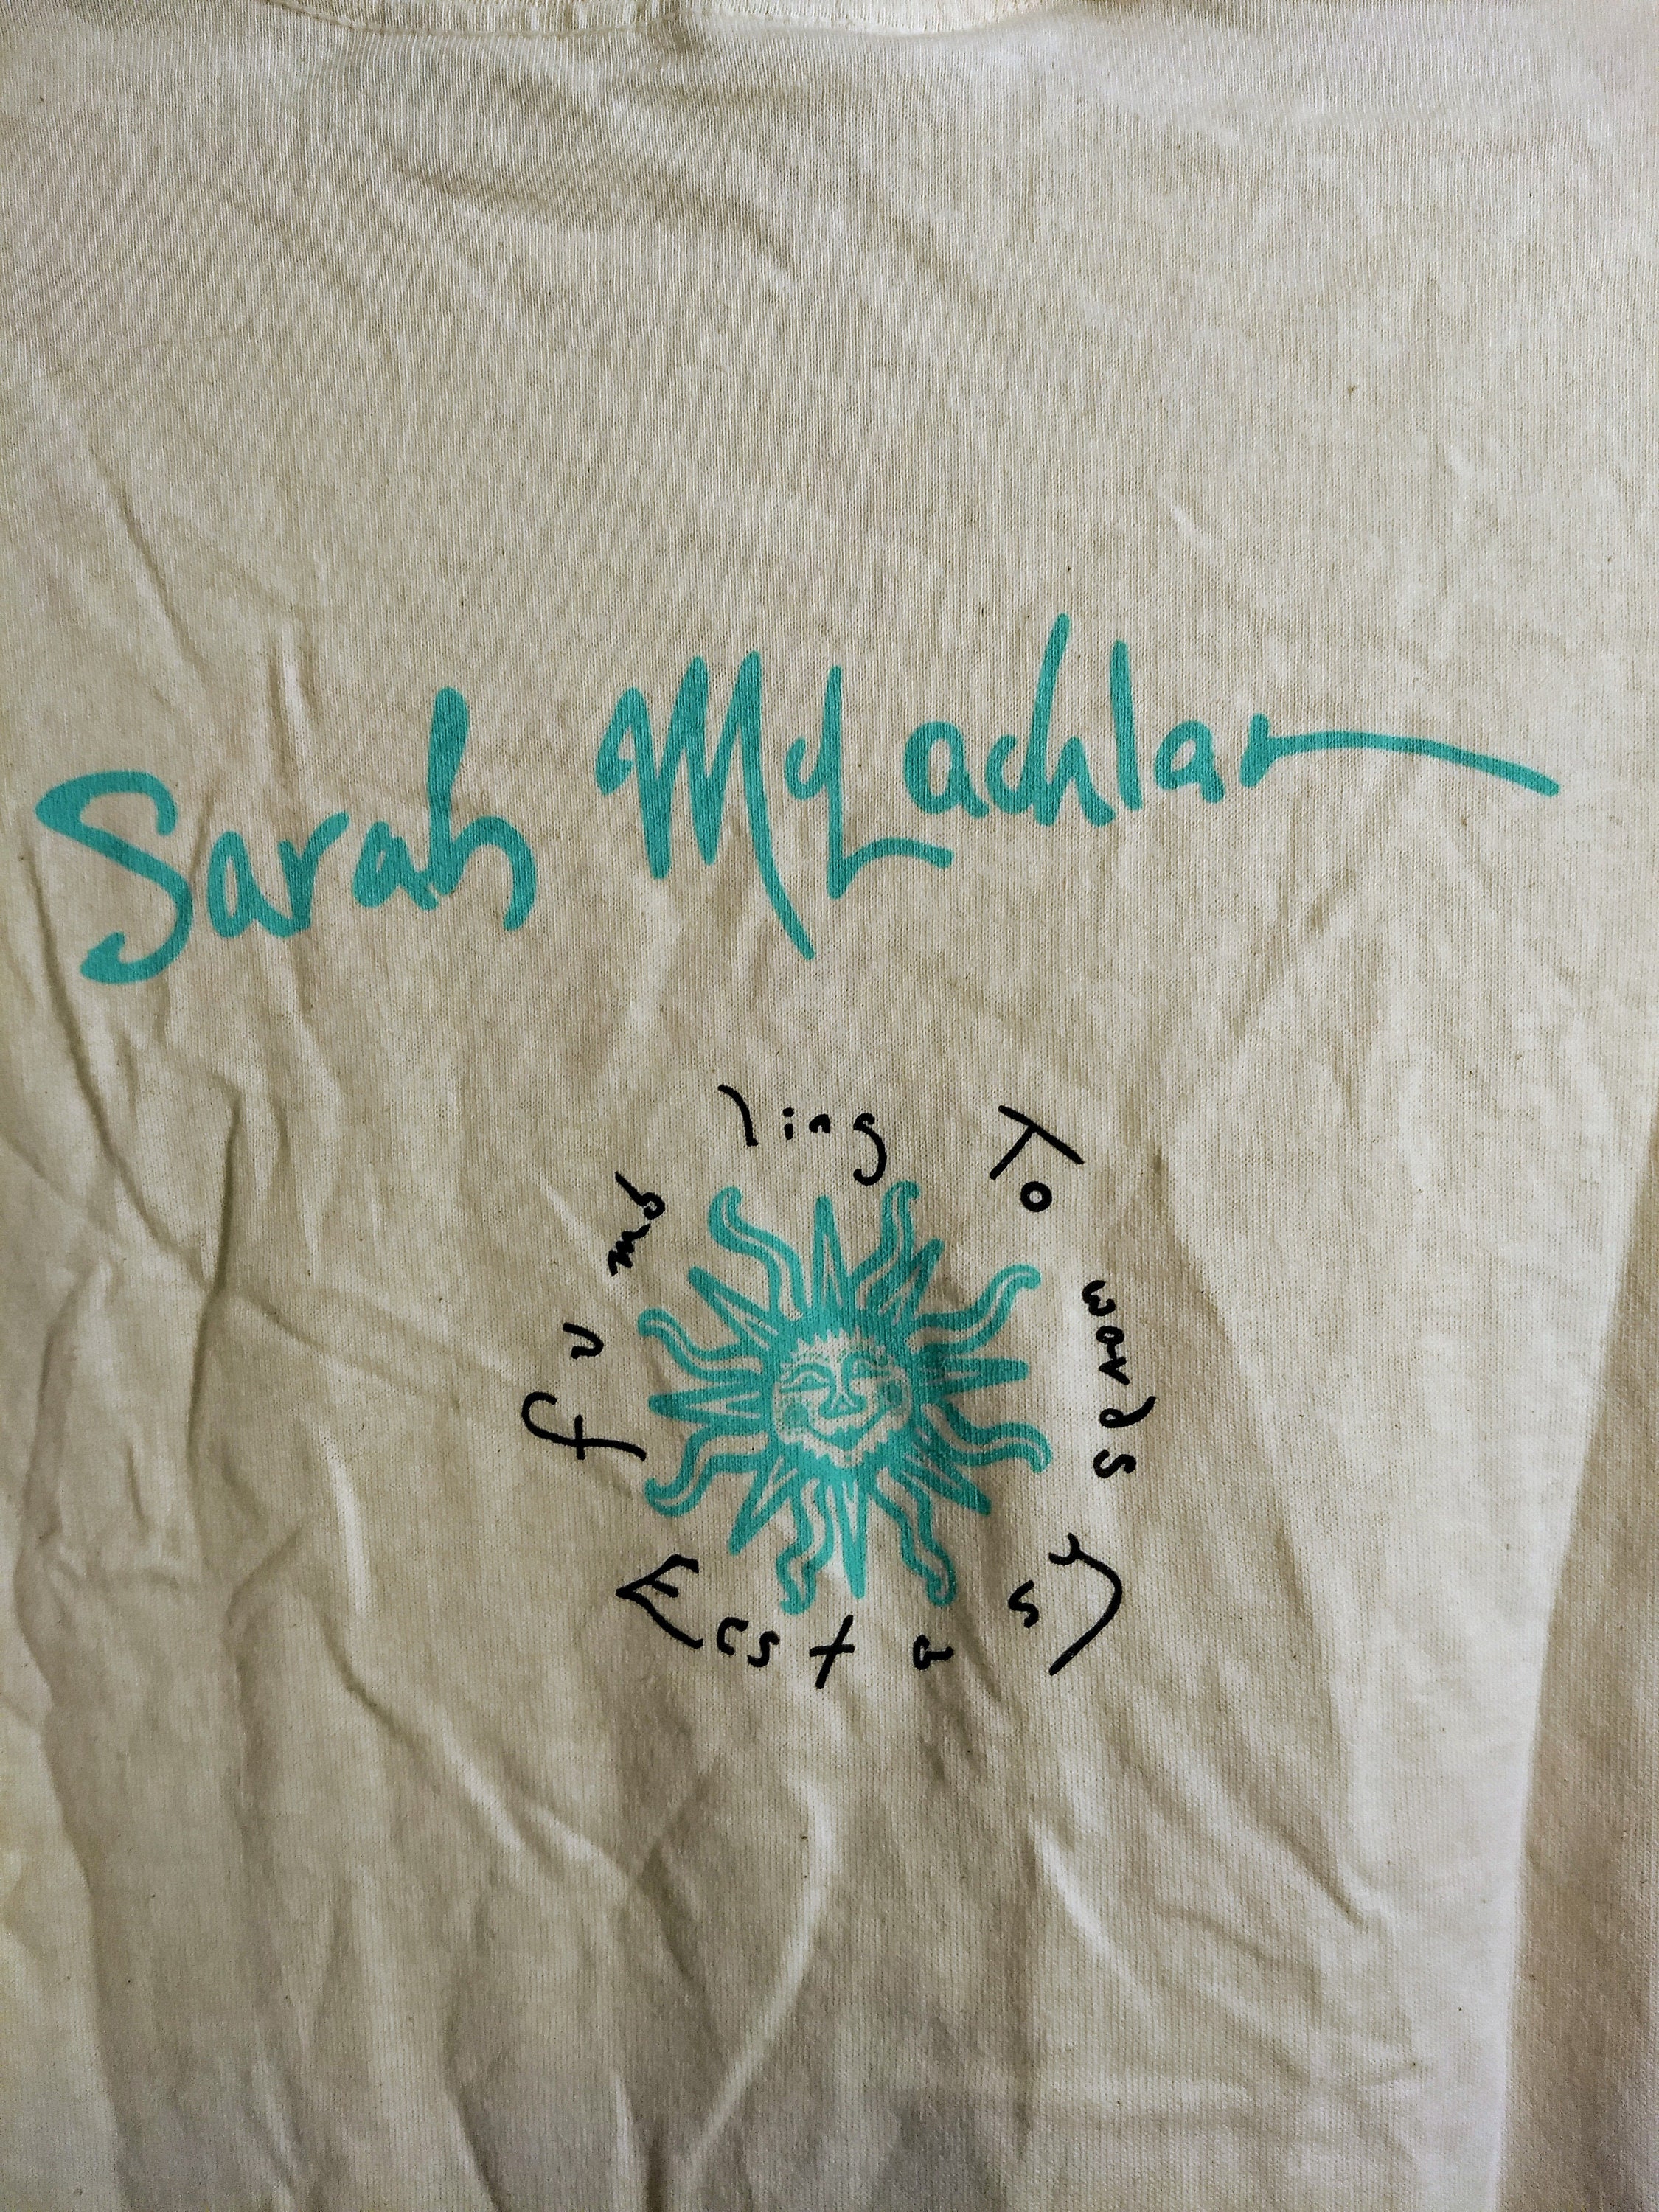 Sarah McLachlan
fumbling Towards Ecstasy